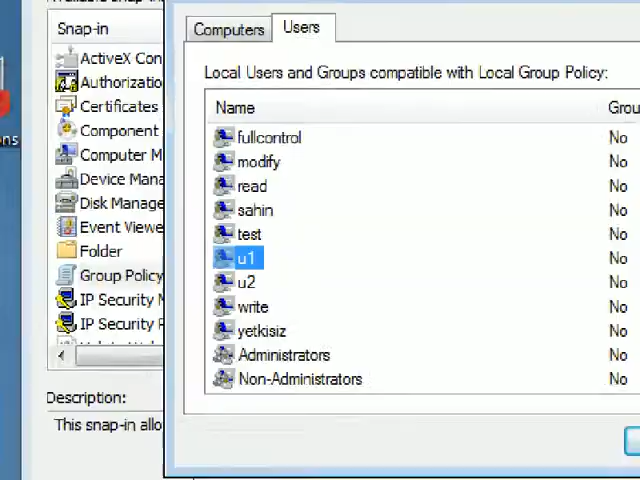 Snap-in
ActiveX Con
Authorizatio
Certificates
Component
Computer M
Device Mana
Disk Manage
Event Viewe
Folder
Group Policy
IP Security M
IP Security P
Description:
This snap-in allo
ons
Computers
Users
Local Users and Groups compatible with Local Group Policy:
Name Grou
fullcontrol No
modify No
read No
sahin No
test No
u1 No
u2 No
write No
yetkisiz No
Administrators No
Non-Administrators No